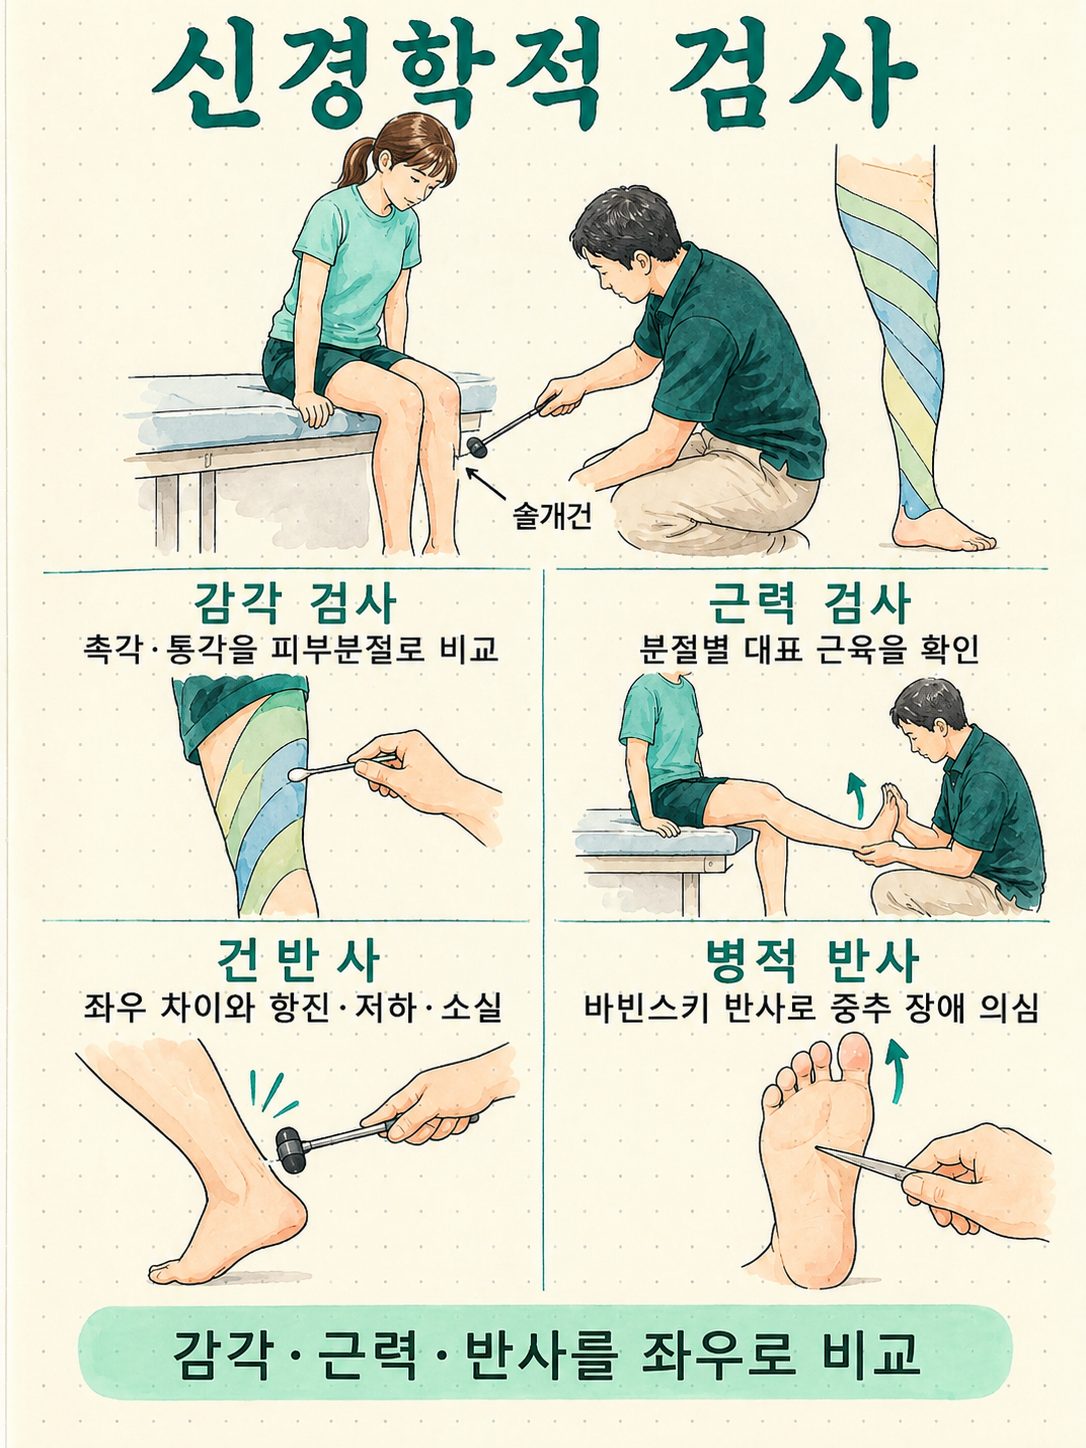 신경학적 검사
솔개건
감각 검사
촉각·통각을 피부분절로 비교
근력 검사
분절별 대표 근육을 확인
건반사
좌우 차이와 항진·저하·소실
병적 반사
바빈스키 반사로 중추 장애 의심
감각·근력·반사를 좌우로 비교